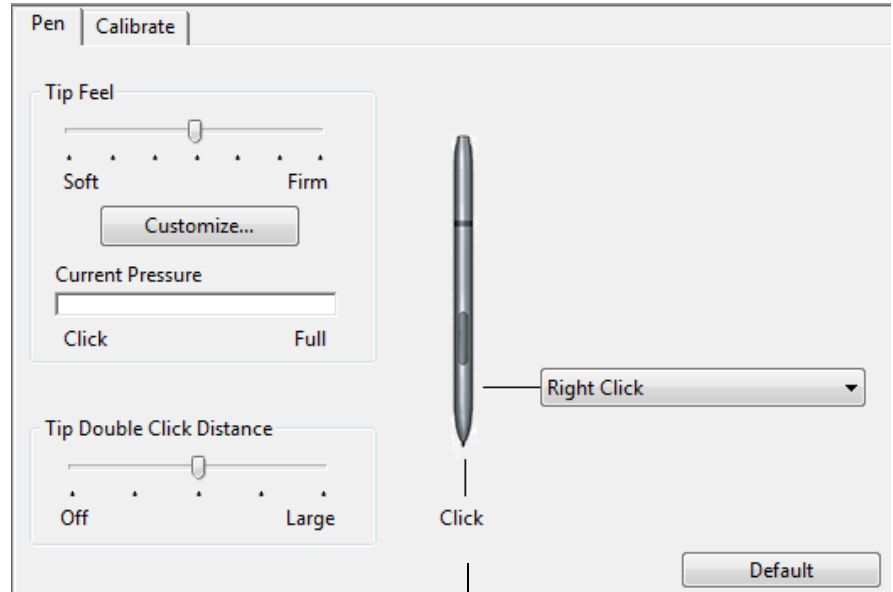 Pen Calibrate
Tip Feel
Soft Firm
Customize...
Current Pressure
Click Full
Right Click
Tip Double Click Distance
Off Large
Click
Default